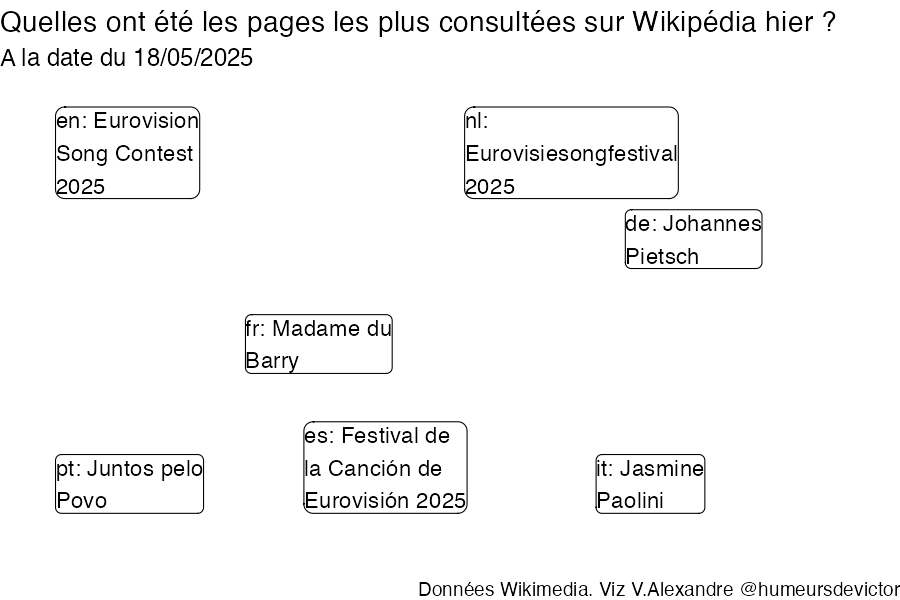 Quelles ont été les pages les plus consultées sur Wikipédia hier ?
A la date du 18/05/2025
en: Eurovision
Song Contest
2025
nl:
Eurovisiesongfestival
2025
de: Johannes
Pietsch
fr: Madame du
Barry
es: Festival de
la Canción de
Eurovisión 2025
pt: Juntos pelo
Povo
it: Jasmine
Paolini
Données Wikimedia. Viz V.Alexandre @humeursdevictor